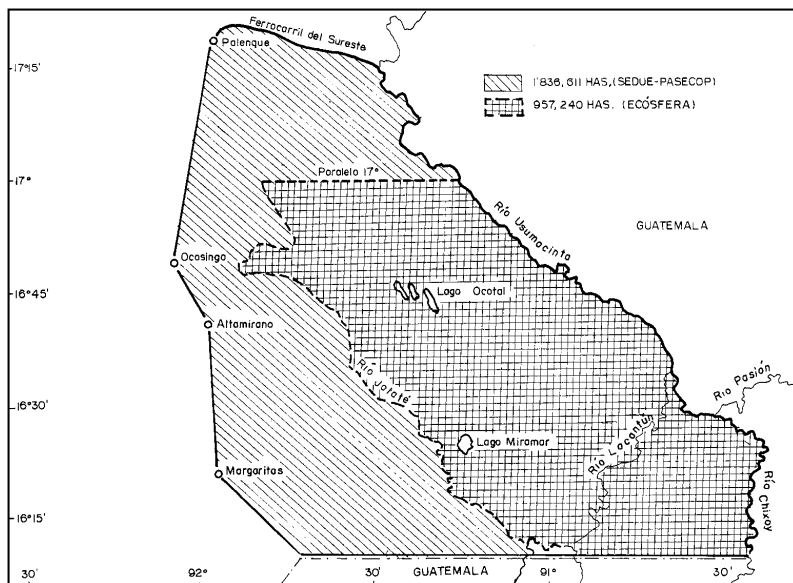 Ferrocarril del Sureste
Palenque
17°15'
1'836,611 HAS,(SEDUE-PASECOP)
957,240 HAS. (ECÓSFERA)
17°
Paralelo 17°
Río Usumacinta
GUATEMALA
Ocosingo
16°45'
Lago Ocotal
Altamirano
Río Jataté
Río Pasión
16°30'
Lago Miramar
Río Lacantún
Margaritas
Río Chixoy
16°15'
30'
92°
30'
GUATEMALA
91°
30'